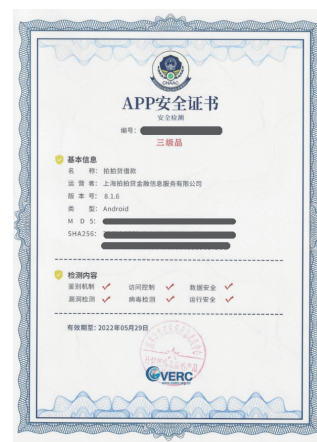 APP安全证书
安全检测
编号：
三级品
基本信息
名 称： 拍拍贷借款
运 营 者： 上海拍拍贷金融信息服务有限公司
版 本 号： 8.1.6
类 型： Android
M D 5：
SHA256：
检测内容
鉴别机制 访问控制 数据安全
漏洞检测 病毒检测 运行安全
有效期至：2022年05月29日
CVERC